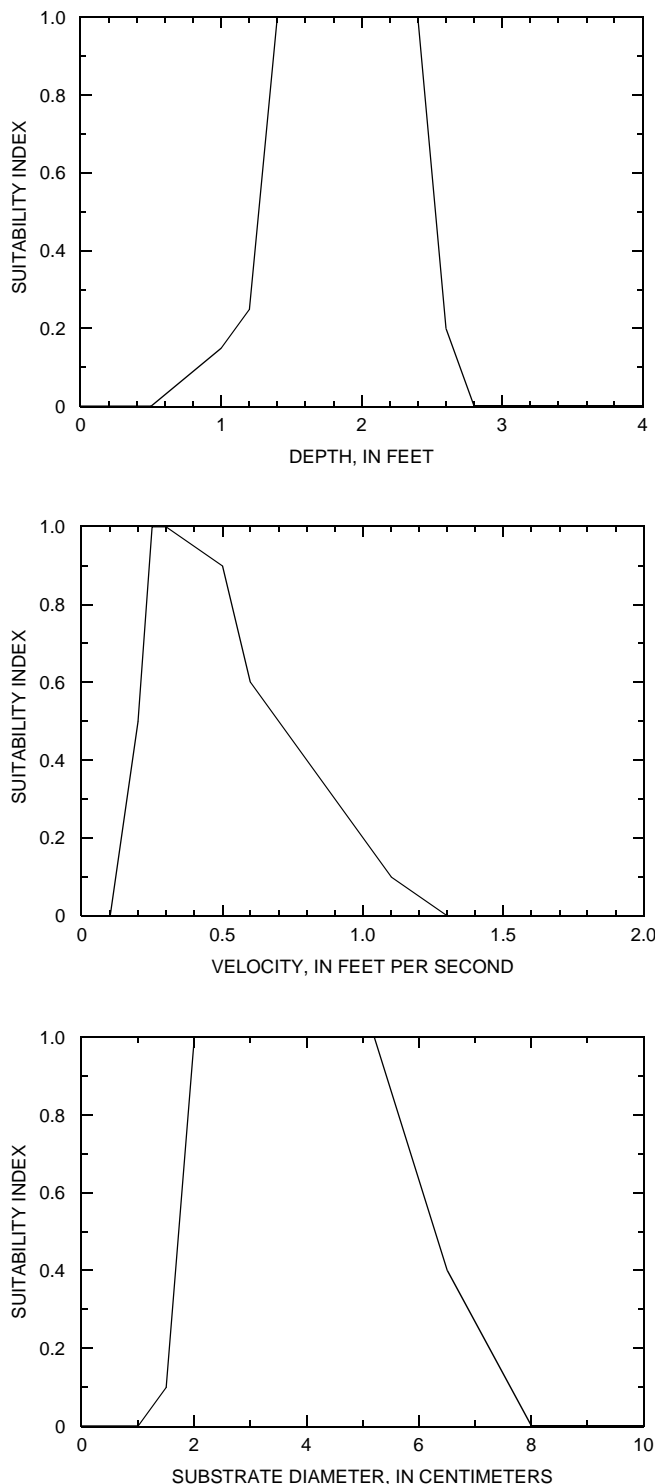 1.0
0.8
0.6
0.4
0.2
0
SUITABILITY INDEX
0 1 2 3 4
DEPTH, IN FEET
1.0
0.8
0.6
0.4
0.2
0
SUITABILITY INDEX
0 0.5 1.0 1.5 2.0
VELOCITY, IN FEET PER SECOND
1.0
0.8
0.6
0.4
0.2
0
SUITABILITY INDEX
0 2 4 6 8 10
SUBSTRATE DIAMETER, IN CENTIMETERS